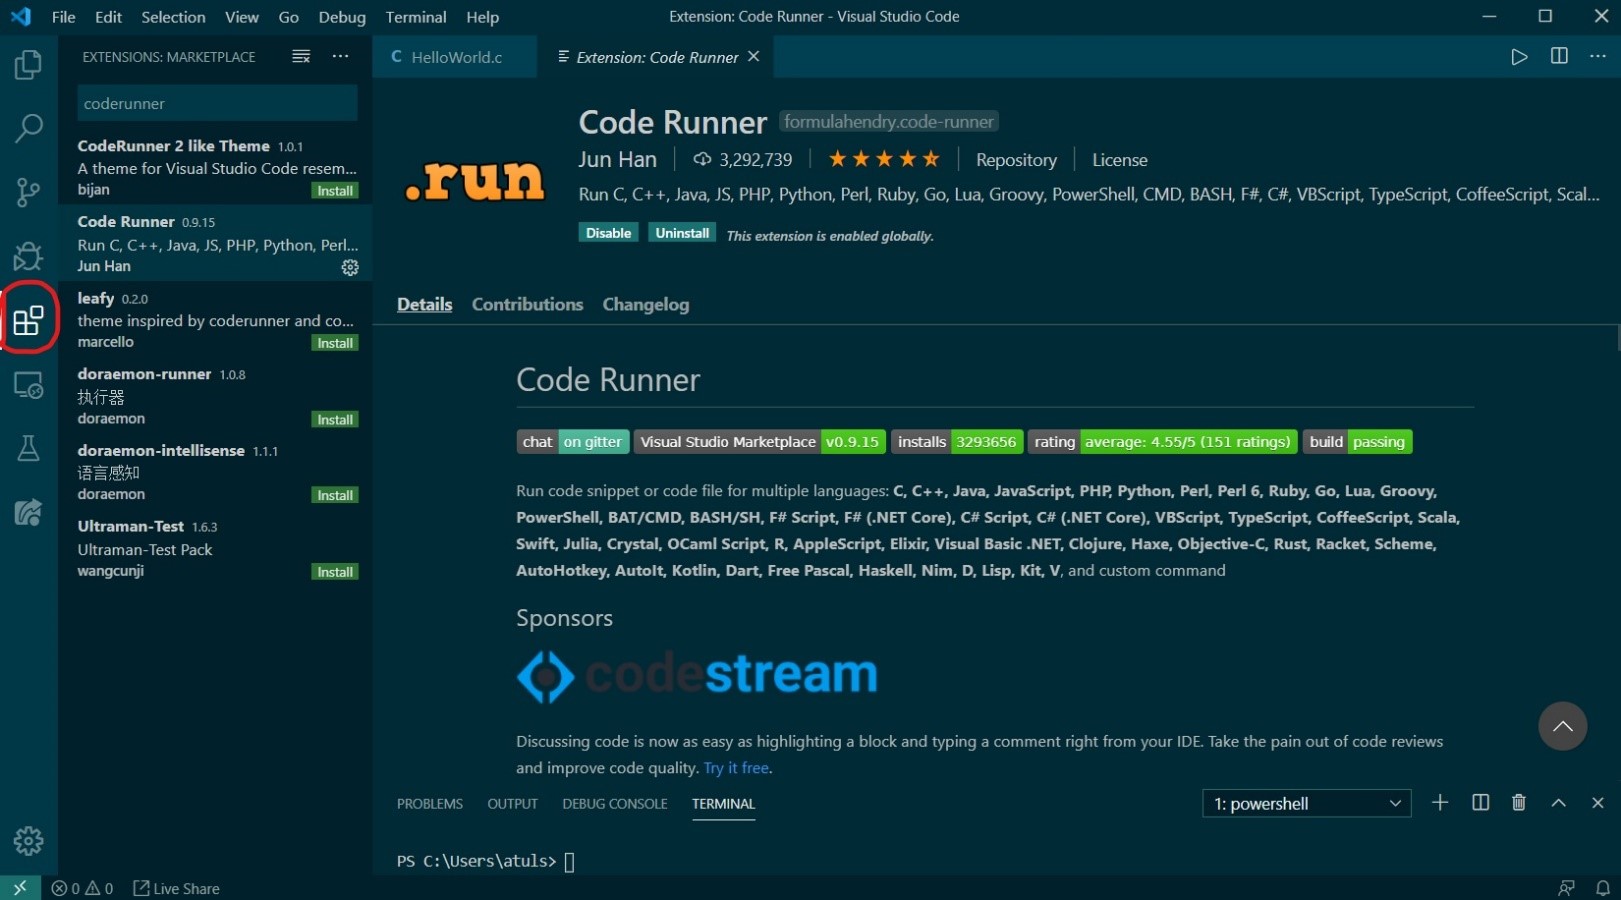 File Edit Selection View Go Debug Terminal Help
Extension: Code Runner - Visual Studio Code
EXTENSIONS: MARKETPLACE
coderunner
CodeRunner 2 like Theme 1.0.1
A theme for Visual Studio Code resem...
bijan
Install
Code Runner 0.9.15
Run C, C++, Java, JS, PHP, Python, Perl...
Jun Han
leafy 0.2.0
theme inspired by coderunner and co...
marcello
Install
doraemon-runner 1.0.8
执行器
doraemon
Install
doraemon-intellisense 1.1.1
语言感知
doraemon
Install
Ultraman-Test 1.6.3
Ultraman-Test Pack
wangcunji
Install
C HelloWorld.c
Extension: Code Runner
.run
Code Runner formulahendry.code-runner
Jun Han 3,292,739 Repository License
Run C, C++, Java, JS, PHP, Python, Perl, Ruby, Go, Lua, Groovy, PowerShell, CMD, BASH, F#, C#, VBScript, TypeScript, CoffeeScript, Scal...
Disable Uninstall This extension is enabled globally.
Details Contributions Changelog
Code Runner
chat on gitter Visual Studio Marketplace v0.9.15 installs 3293656 rating average: 4.55/5 (151 ratings) build passing
Run code snippet or code file for multiple languages: C, C++, Java, JavaScript, PHP, Python, Perl, Perl 6, Ruby, Go, Lua, Groovy,
PowerShell, BAT/CMD, BASH/SH, F# Script, F# (.NET Core), C# Script, C# (.NET Core), VBScript, TypeScript, CoffeeScript, Scala,
Swift, Julia, Crystal, OCaml Script, R, AppleScript, Elixir, Visual Basic .NET, Clojure, Haxe, Objective-C, Rust, Racket, Scheme,
AutoHotkey, AutoIt, Kotlin, Dart, Free Pascal, Haskell, Nim, D, Lisp, Kit, V, and custom command
Sponsors
codestream
Discussing code is now as easy as highlighting a block and typing a comment right from your IDE. Take the pain out of code reviews
and improve code quality. Try it free.
PROBLEMS OUTPUT DEBUG CONSOLE TERMINAL
1: powershell
PS C:\Users\atuls>
0 0 Live Share